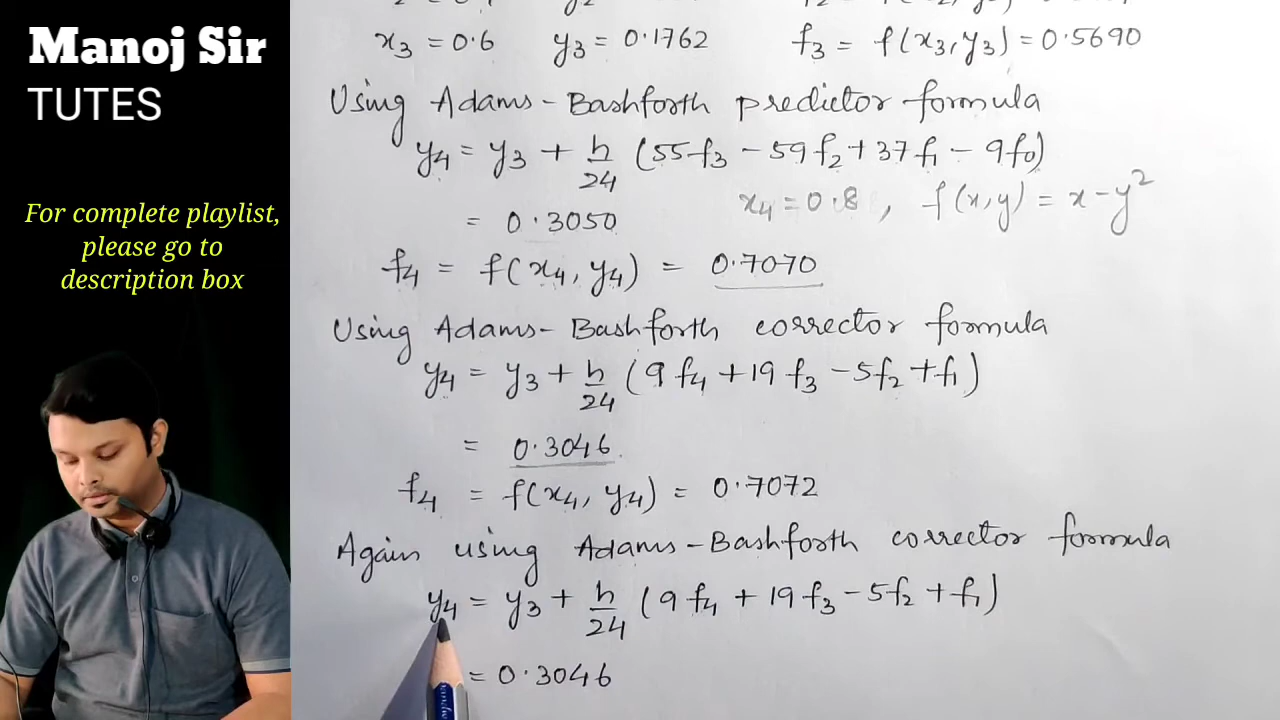 Manoj Sir
TUTES
For complete playlist,
please go to
description box
x₃ = 0.6 y₃ = 0.1762 f₃ = f(x₃, y₃) = 0.5690
Using Adams-Bashforth predictor formula
y₄ = y₃ + h/24 (55f₃ - 59f₂ + 37f₁ - 9f₀)
= 0.3050 x₄ = 0.8 , f(x,y) = x - y²
f₄ = f(x₄, y₄) = 0.7070
Using Adams-Bashforth corrector formula
y₄ = y₃ + h/24 (9f₄ + 19f₃ - 5f₂ + f₁)
= 0.3046
f₄ = f(x₄, y₄) = 0.7072
Again using Adams-Bashforth corrector formula
y₄ = y₃ + h/24 (9f₄ + 19f₃ - 5f₂ + f₁)
= 0.3046